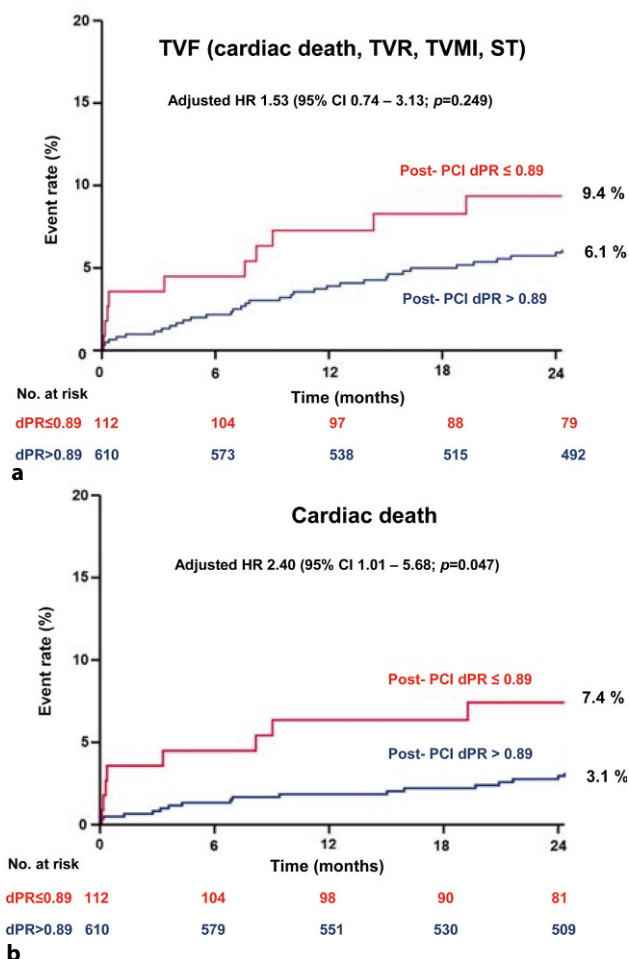 a
20
TVF (cardiac death, TVR, TVMI, ST)
Adjusted HR 1.53 (95% CI 0.74 – 3.13; p=0.249)
15
Event rate (%)
Post- PCI dPR ≤ 0.89
10
9.4 %
5
6.1 %
Post- PCI dPR > 0.89
0
0 6 12 18 24
No. at risk
Time (months)
dPR≤0.89 112 104 97 88 79
dPR>0.89 610 573 538 515 492
20
Cardiac death
Adjusted HR 2.40 (95% CI 1.01 – 5.68; p=0.047)
15
Event rate (%)
10
Post- PCI dPR ≤ 0.89
7.4 %
5
Post- PCI dPR > 0.89
3.1 %
0
0 6 12 18 24
No. at risk
Time (months)
dPR≤0.89 112 104 98 90 81
dPR>0.89 610 579 551 530 509
b